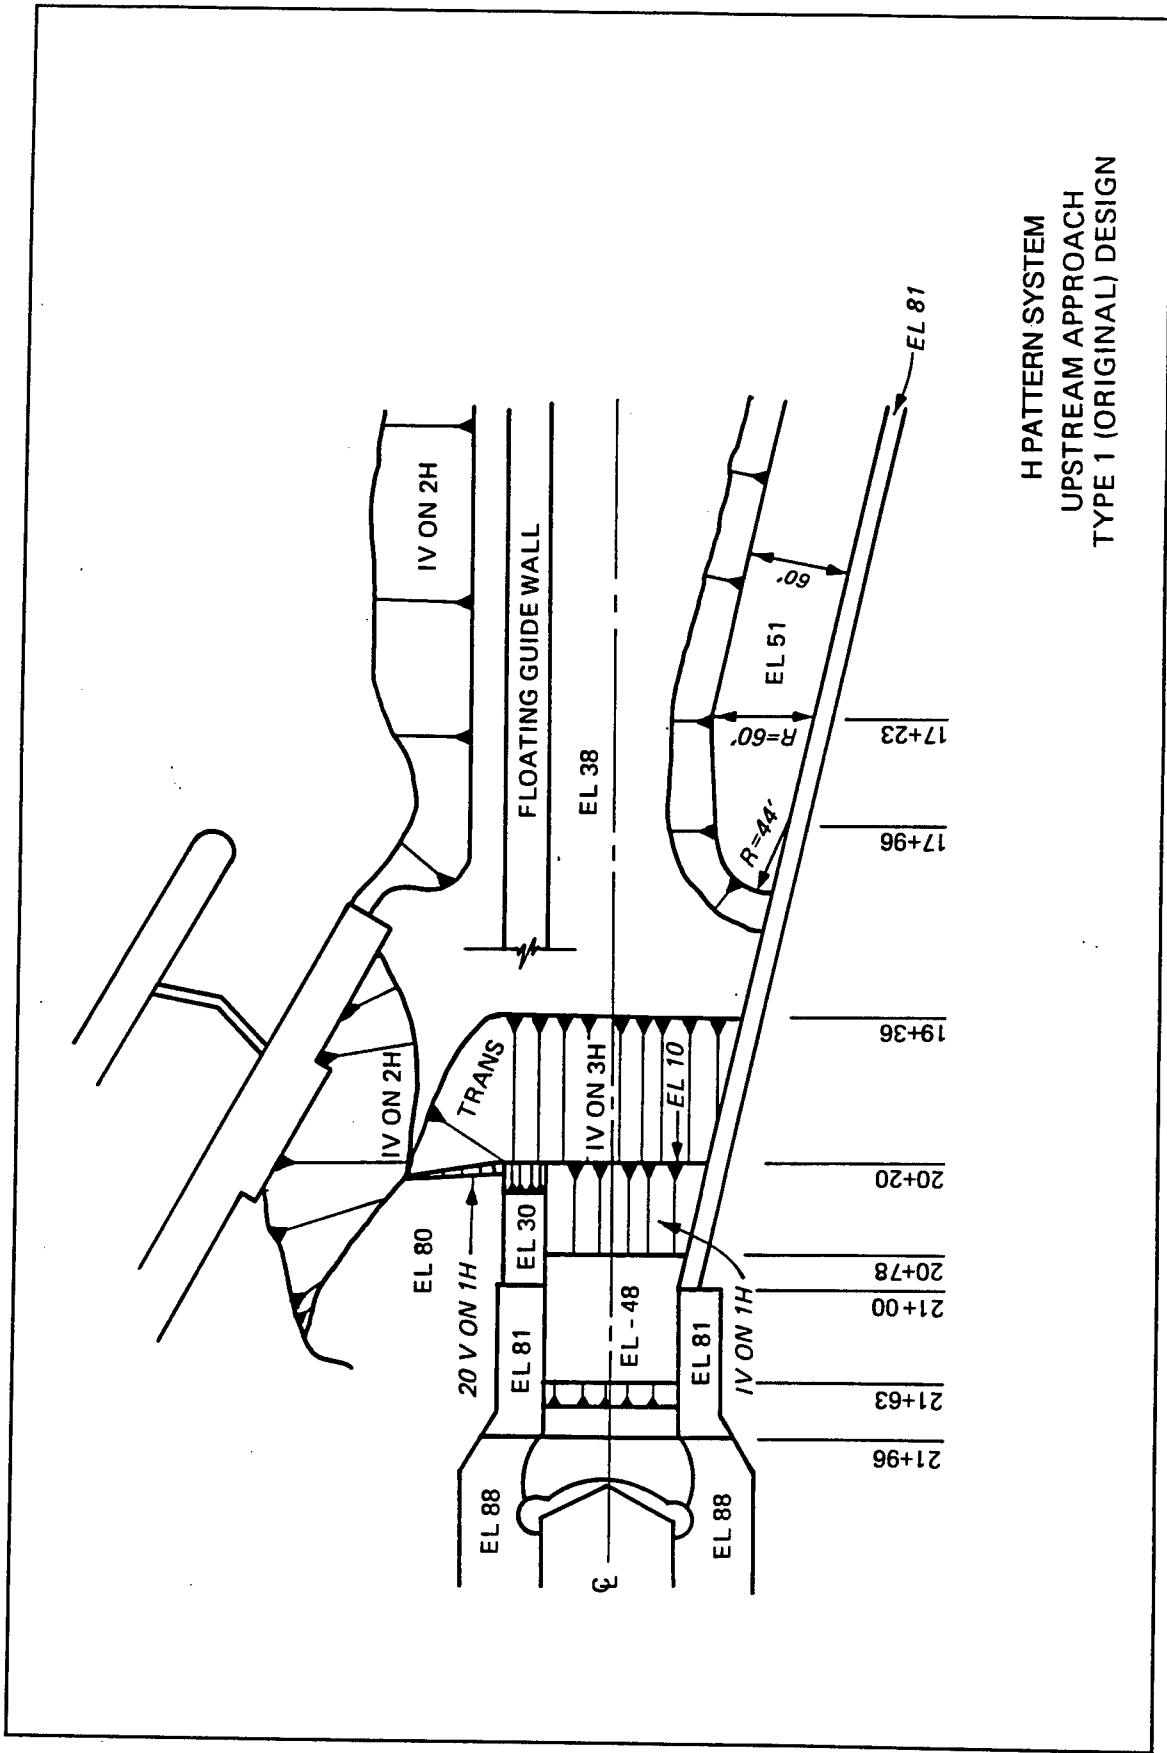 IV ON 2H
FLOATING GUIDE WALL
EL 38
IV ON 2H
TRANS
IV ON 3H
EL 10
EL 80
20 V ON 1H
EL 30
EL 81
EL -48
EL 81
IV ON 1H
EL 88
EL 88
℄
EL 51
60'
R=60'
R=44'
EL 81
17+23
17+96
19+36
20+20
20+78
21+00
21+63
21+96
H PATTERN SYSTEM
UPSTREAM APPROACH
TYPE 1 (ORIGINAL) DESIGN